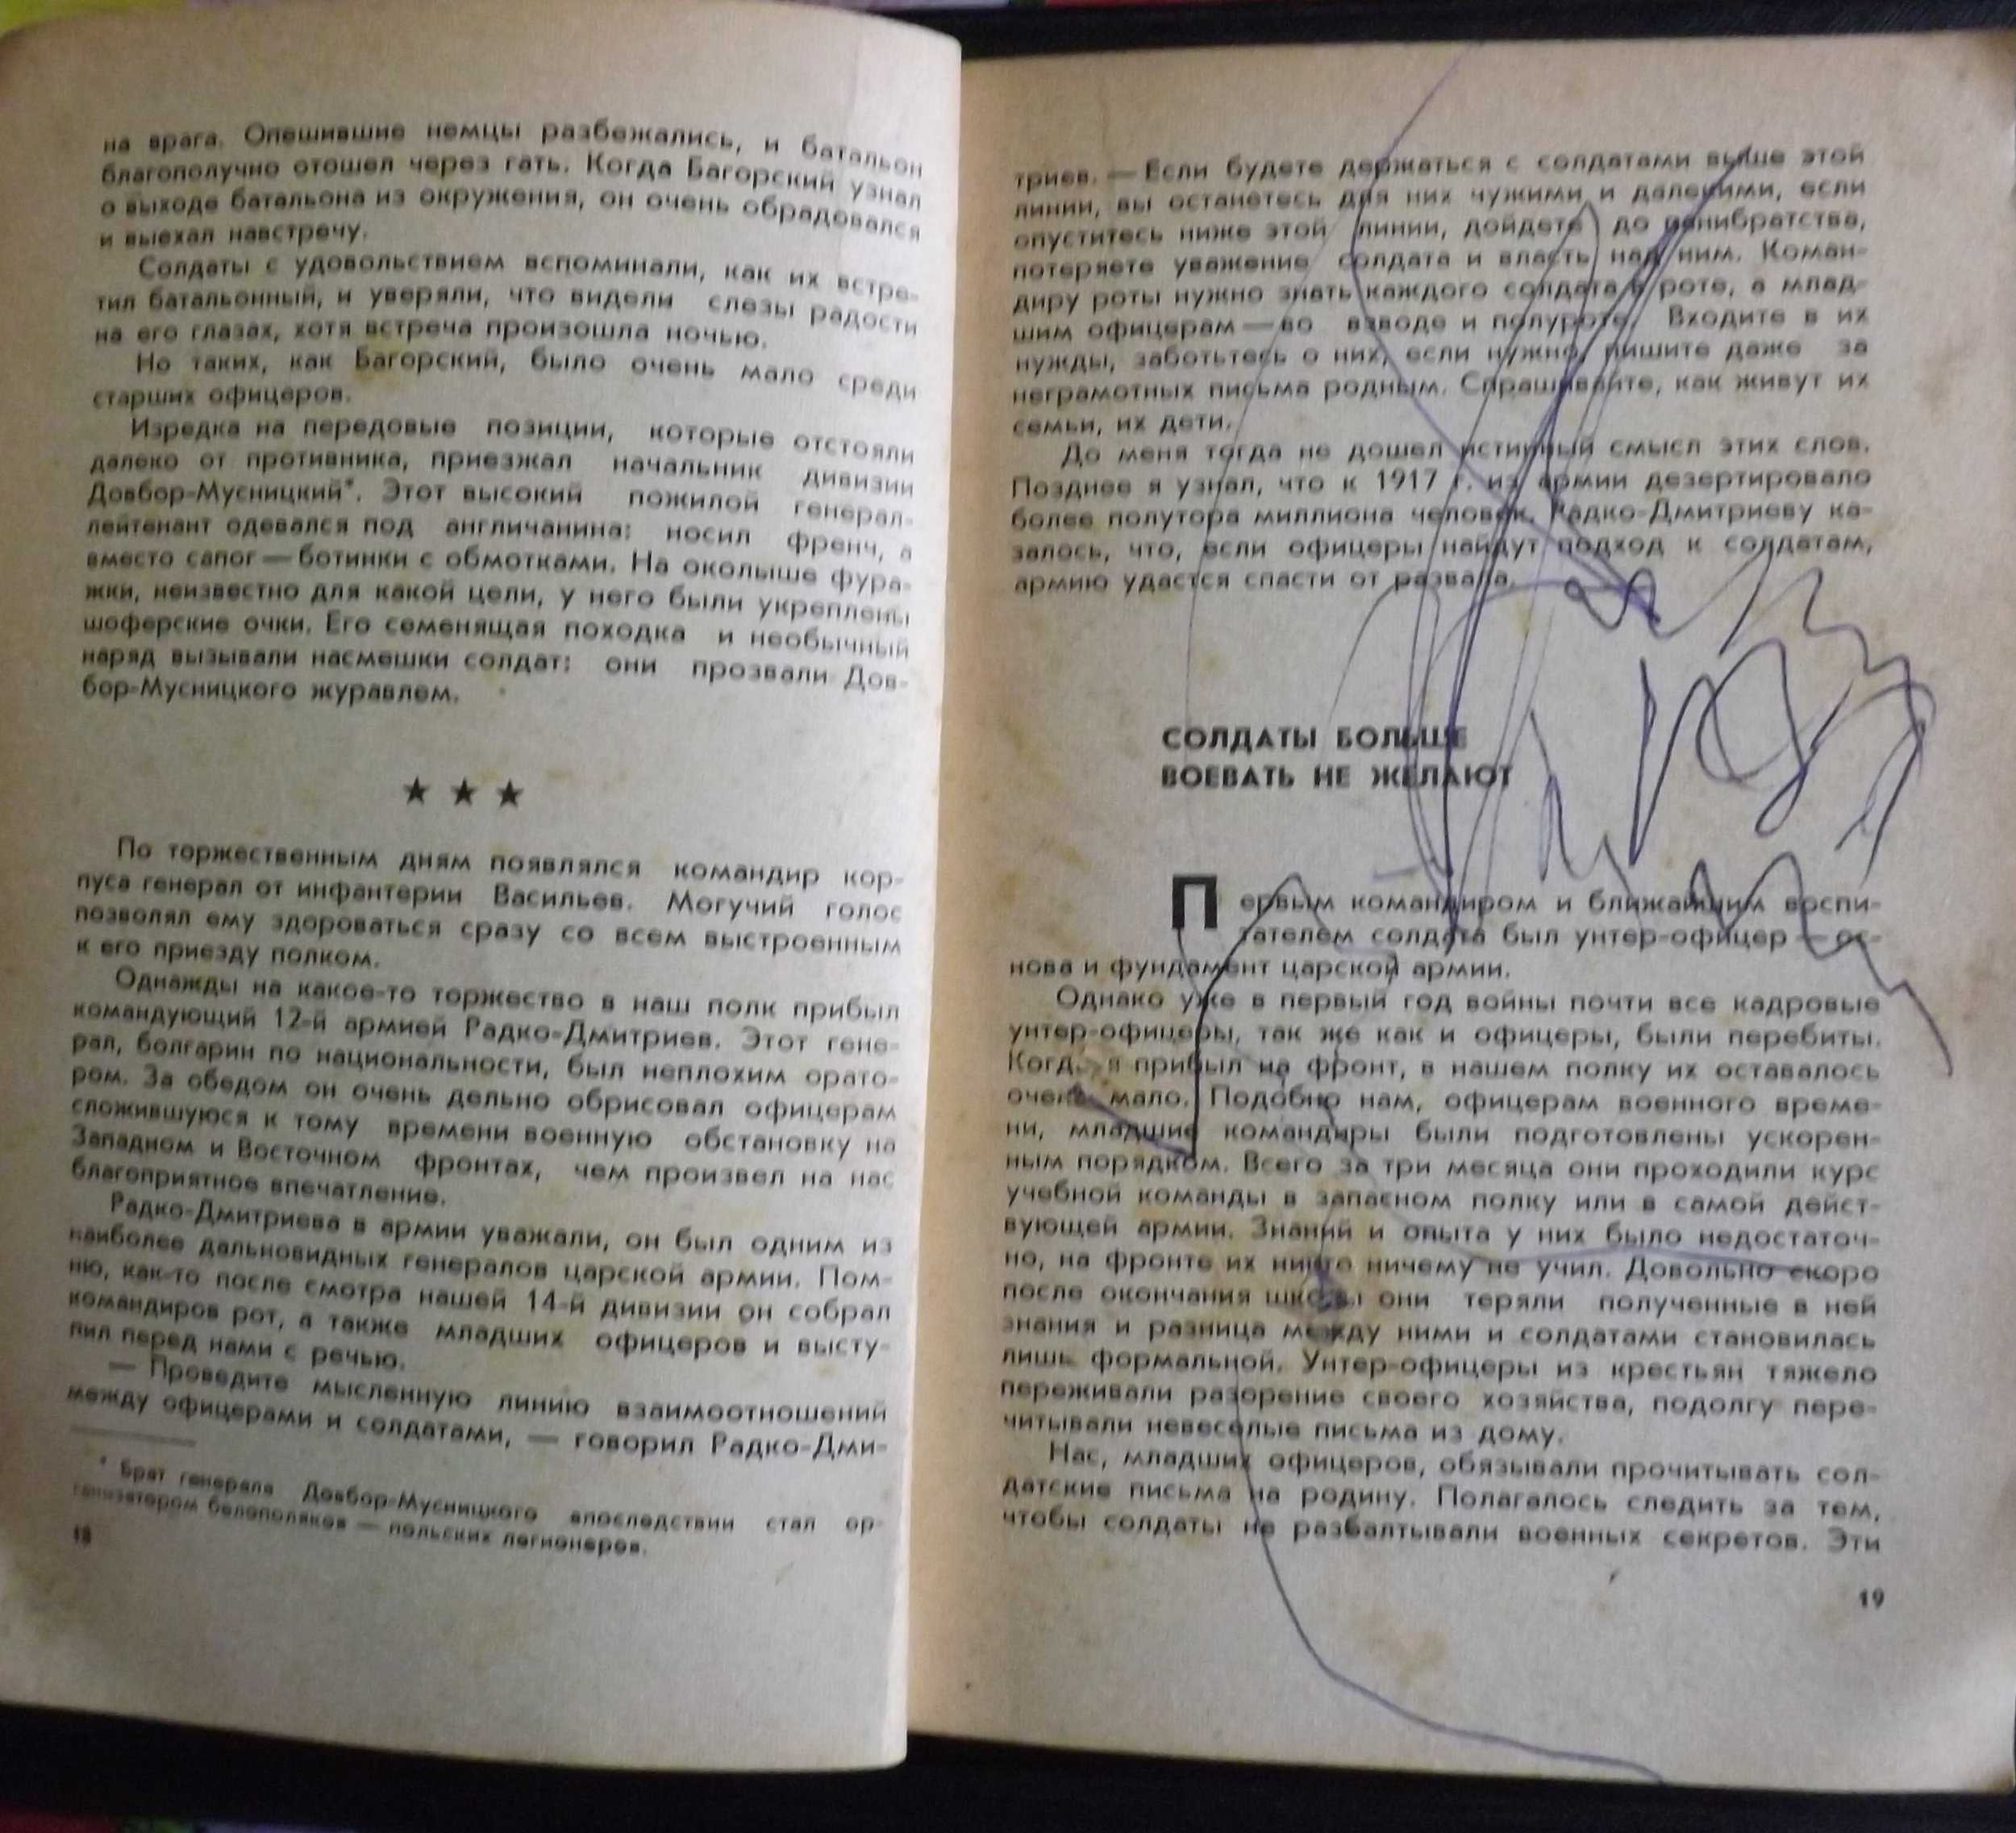 на врага. Опешившие немцы разбежались, и батальон
благополучно отошел через гать. Когда Багорский узнал
о выходе батальона из окружения, он очень обрадовался
и выехал навстречу.
Солдаты с удовольствием вспоминали, как их встре-
тил батальонный, и уверяли, что видели слезы радости
на его глазах, хотя встреча произошла ночью.
Но таких, как Багорский, было очень мало среди
старших офицеров.
Изредка на передовые позиции, которые отстояли
далеко от противника, приезжал начальник дивизии
Довбор-Мусницкий*. Этот высокий пожилой генерал-
лейтенант одевался под англичанина: носил френч, а
вместо сапог — ботинки с обмотками. На околыше фура-
жки, неизвестно для какой цели, у него были укреплены
шоферские очки. Его семенящая походка и необычный
наряд вызывали насмешки солдат: они прозвали Дов-
бор-Мусницкого журавлем.
★ ★ ★
По торжественным дням появлялся командир кор-
пуса генерал от инфантерии Васильев. Могучий голос
позволял ему здороваться сразу со всем выстроенным
к его приезду полком.
Однажды на какое-то торжество в наш полк прибыл
командующий 12-й армией Радко-Дмитриев. Этот гене-
рал, болгарин по национальности, был неплохим орато-
ром. За обедом он очень дельно обрисовал офицерам
сложившуюся к тому времени военную обстановку на
Западном и Восточном фронтах, чем произвел на нас
благоприятное впечатление.
Радко-Дмитриева в армии уважали, он был одним из
наиболее дальновидных генералов царской армии. Пом-
ню, как-то после смотра нашей 14-й дивизии он собрал
командиров рот, а также младших офицеров и высту-
пил перед нами с речью.
— Проведите мысленную линию взаимоотношений
между офицерами и солдатами, — говорил Радко-Дми-
* Брат генерала Довбор-Мусницкого впоследствии стал ор-
ганизатором белополяков — польских легионеров.
18
триев. — Если будете держаться с солдатами выше этой
линии, вы останетесь для них чужими и далекими, если
опуститесь ниже этой линии, дойдете до панибратства,
потеряете уважение солдата и власть над ним. Коман-
диру роты нужно знать каждого солдата в роте, а млад-
шим офицерам — во взводе и полуроте. Входите в их
нужды, заботьтесь о них, если нужно, пишите даже за
неграмотных письма родным. Спрашивайте, как живут их
семьи, их дети.
До меня тогда не дошел истинный смысл этих слов.
Позднее я узнал, что к 1917 г. из армии дезертировало
более полутора миллиона человек. Радко-Дмитриеву ка-
залось, что, если офицеры найдут подход к солдатам,
армию удастся спасти от развала.
СОЛДАТЫ БОЛЬШЕ
ВОЕВАТЬ НЕ ЖЕЛАЮТ
Первым командиром и ближайшим воспи-
тателем солдата был унтер-офицер — ос-
нова и фундамент царской армии.
Однако уже в первый год войны почти все кадровые
унтер-офицеры, так же как и офицеры, были перебиты.
Когда я прибыл на фронт, в нашем полку их оставалось
очень мало. Подобно нам, офицерам военного време-
ни, младшие командиры были подготовлены ускорен-
ным порядком. Всего за три месяца они проходили курс
учебной команды в запасном полку или в самой дейст-
вующей армии. Знаний и опыта у них было недостаточ-
но, на фронте их никто ничему не учил. Довольно скоро
после окончания школы они теряли полученные в ней
знания и разница между ними и солдатами становилась
лишь формальной. Унтер-офицеры из крестьян тяжело
переживали разорение своего хозяйства, подолгу пере-
читывали невеселые письма из дому.
Нас, младших офицеров, обязывали прочитывать сол-
датские письма на родину. Полагалось следить за тем,
чтобы солдаты не разбалтывали военных секретов. Эти
19